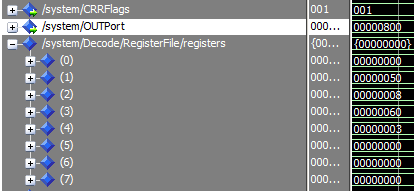 /system/CRRFlags 001 001
/system/OUTPort 000... 00000800
/system/Decode/RegisterFile/registers {00... {00000000}
(0) 000... 00000000
(1) 000... 00000050
(2) 000... 00000008
(3) 000... 00000060
(4) 000... 00000003
(5) 000... 00000000
(6) 000... 00000000
(7) 000... 00000000